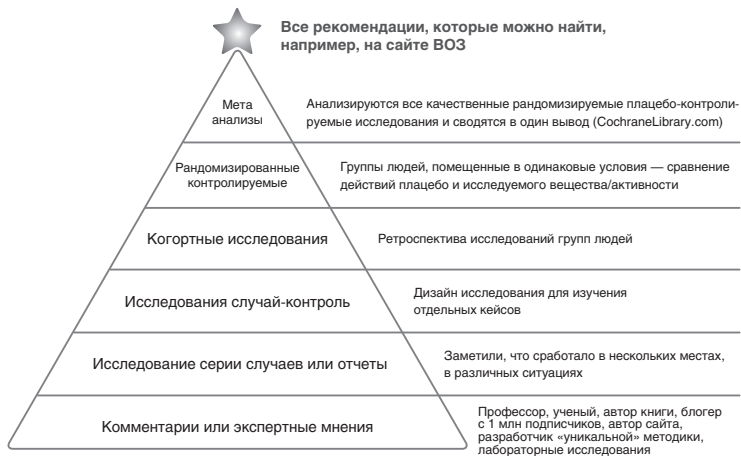 Все рекомендации, которые можно найти,
например, на сайте ВОЗ
Мета
анализы
Анализируются все качественные рандомизируемые плацебо-контроли-
руемые исследования и сводятся в один вывод (CochraneLibrary.com)
Рандомизированные
контролируемые
Группы людей, помещенные в одинаковые условия — сравнение
действий плацебо и исследуемого вещества/активности
Когортные исследования
Ретроспектива исследований групп людей
Исследования случай-контроль
Дизайн исследования для изучения
отдельных кейсов
Исследование серии случаев или отчеты
Заметили, что сработало в нескольких местах,
в различных ситуациях
Комментарии или экспертные мнения
Профессор, ученый, автор книги, блогер
с 1 млн подписчиков, автор сайта,
разработчик «уникальной» методики,
лабораторные исследования